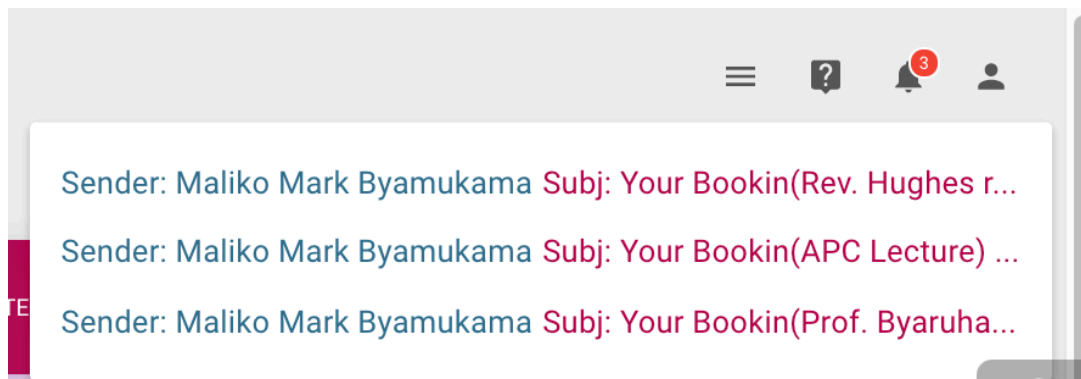 3
Sender: Maliko Mark Byamukama Subj: Your Bookin(Rev. Hughes r...
Sender: Maliko Mark Byamukama Subj: Your Bookin(APC Lecture) ...
TE
Sender: Maliko Mark Byamukama Subj: Your Bookin(Prof. Byaruha...